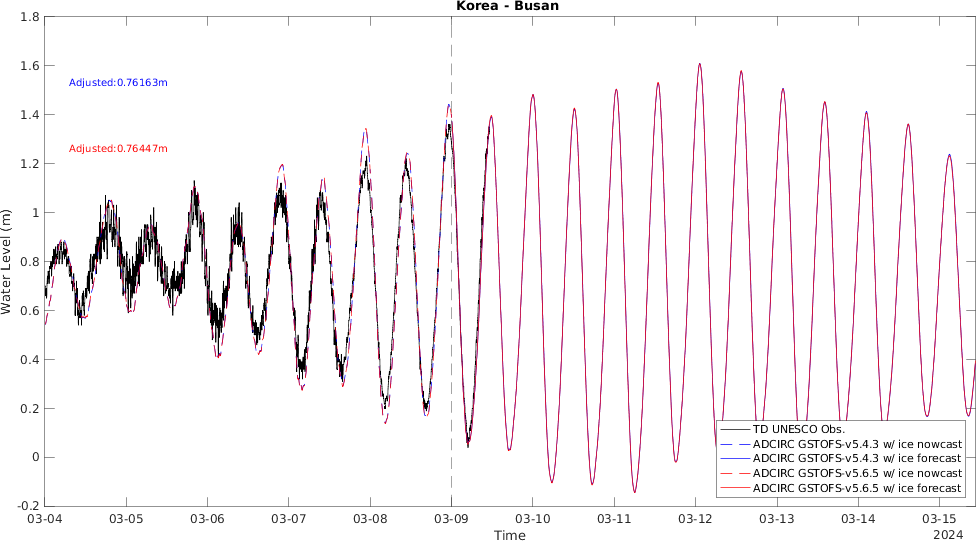 Korea - Busan
1.8
1.6
1.4
1.2
1
0.8
0.6
0.4
0.2
0
-0.2
Water Level (m)
Adjusted:0.76163m
Adjusted:0.76447m
TD UNESCO Obs.
ADCIRC GSTOFS-v5.4.3 w/ ice nowcast
ADCIRC GSTOFS-v5.4.3 w/ ice forecast
ADCIRC GSTOFS-v5.6.5 w/ ice nowcast
ADCIRC GSTOFS-v5.6.5 w/ ice forecast
03-04 03-05 03-06 03-07 03-08 03-09 03-10 03-11 03-12 03-13 03-14 03-15
Time
2024